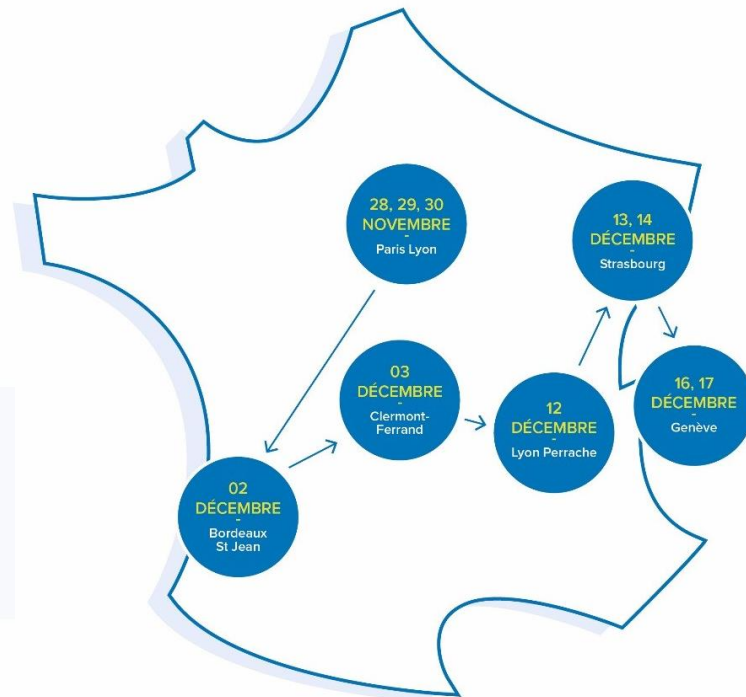 28, 29, 30
NOVEMBRE
-
Paris Lyon
02
DÉCEMBRE
-
Bordeaux
St Jean
03
DÉCEMBRE
-
Clermont-
Ferrand
12
DÉCEMBRE
-
Lyon Perrache
13, 14
DÉCEMBRE
-
Strasbourg
16, 17
DÉCEMBRE
-
Genève